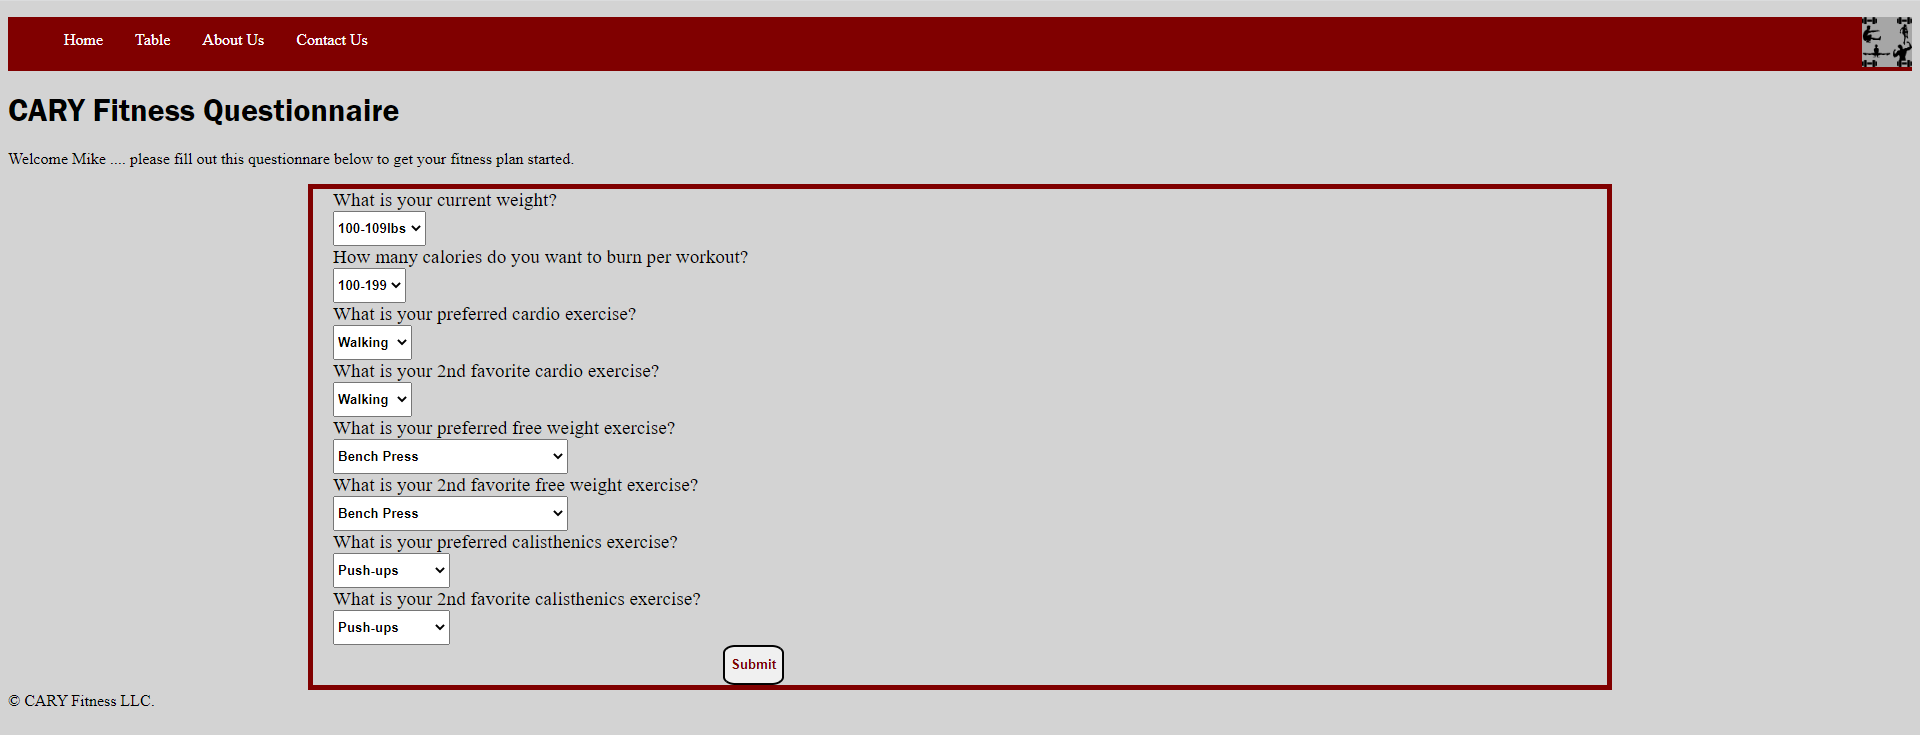 Home Table About Us Contact Us
CARY Fitness Questionnaire
Welcome Mike .... please fill out this questionnare below to get your fitness plan started.
What is your current weight?
100-109lbs
How many calories do you want to burn per workout?
100-199
What is your preferred cardio exercise?
Walking
What is your 2nd favorite cardio exercise?
Walking
What is your preferred free weight exercise?
Bench Press
What is your 2nd favorite free weight exercise?
Bench Press
What is your preferred calisthenics exercise?
Push-ups
What is your 2nd favorite calisthenics exercise?
Push-ups
Submit
© CARY Fitness LLC.